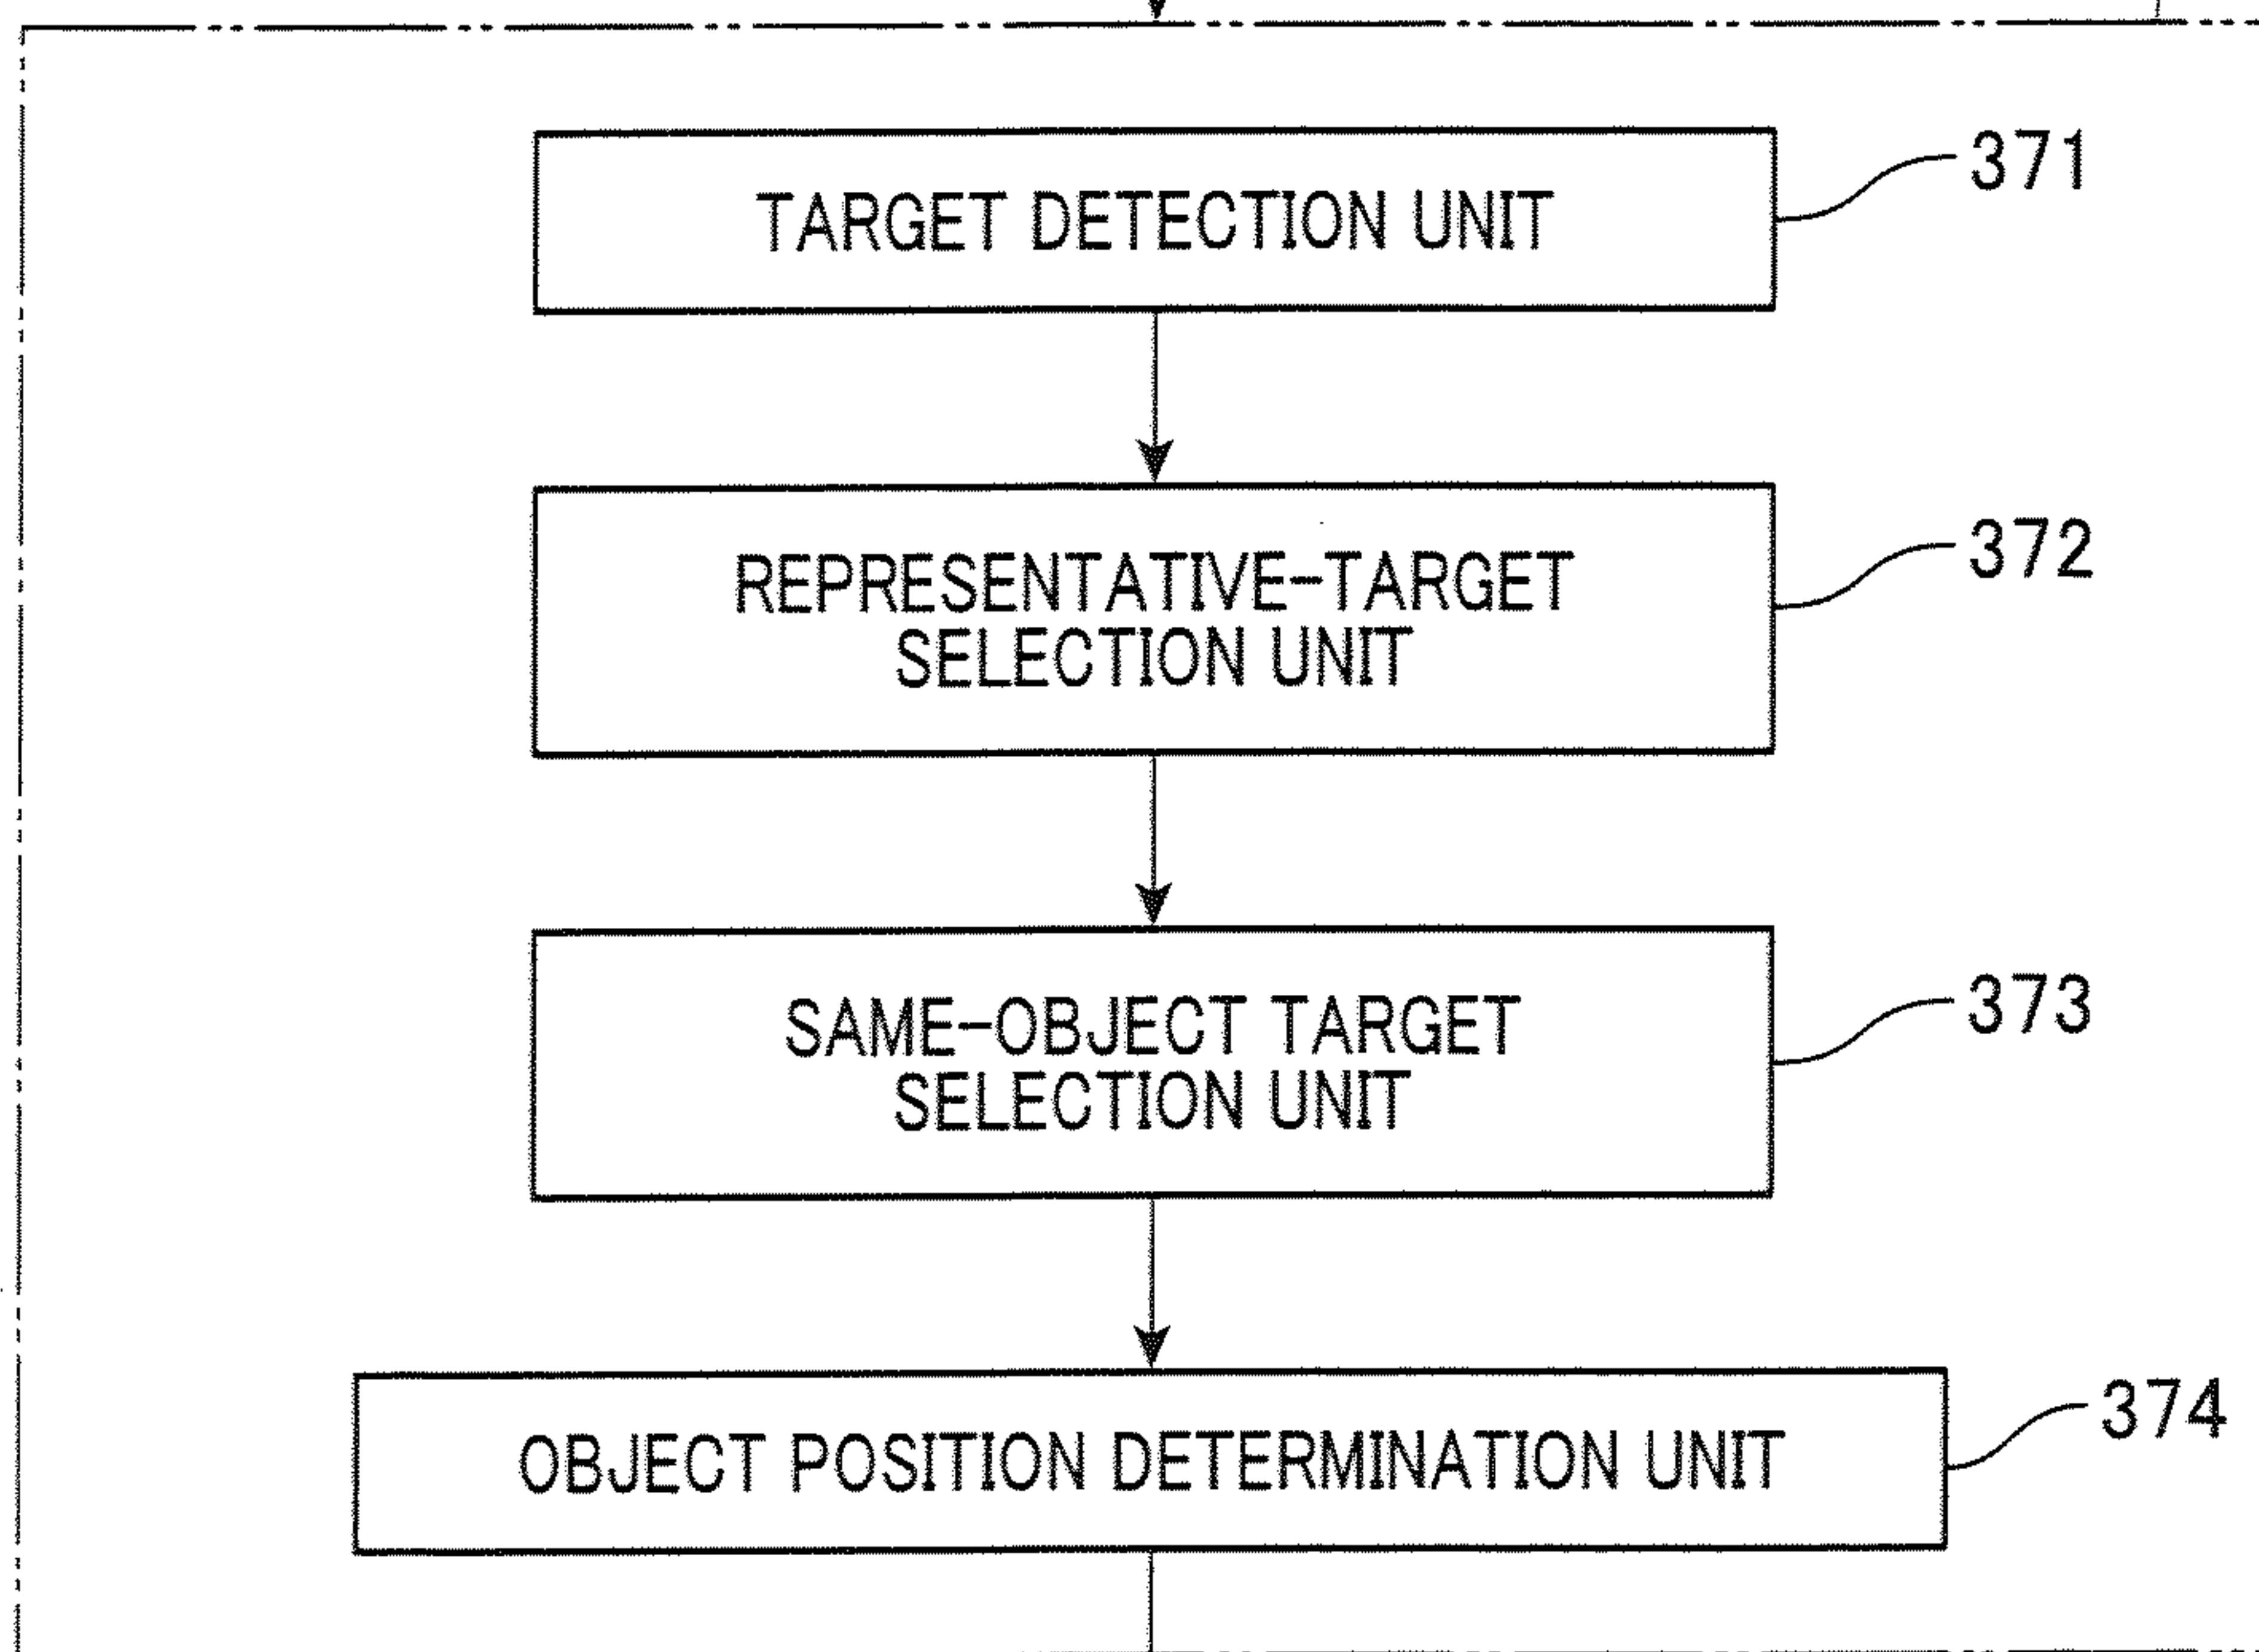 TARGET DETECTION UNIT
371
REPRESENTATIVE-TARGET
SELECTION UNIT
372
SAME-OBJECT TARGET
SELECTION UNIT
373
OBJECT POSITION DETERMINATION UNIT
374